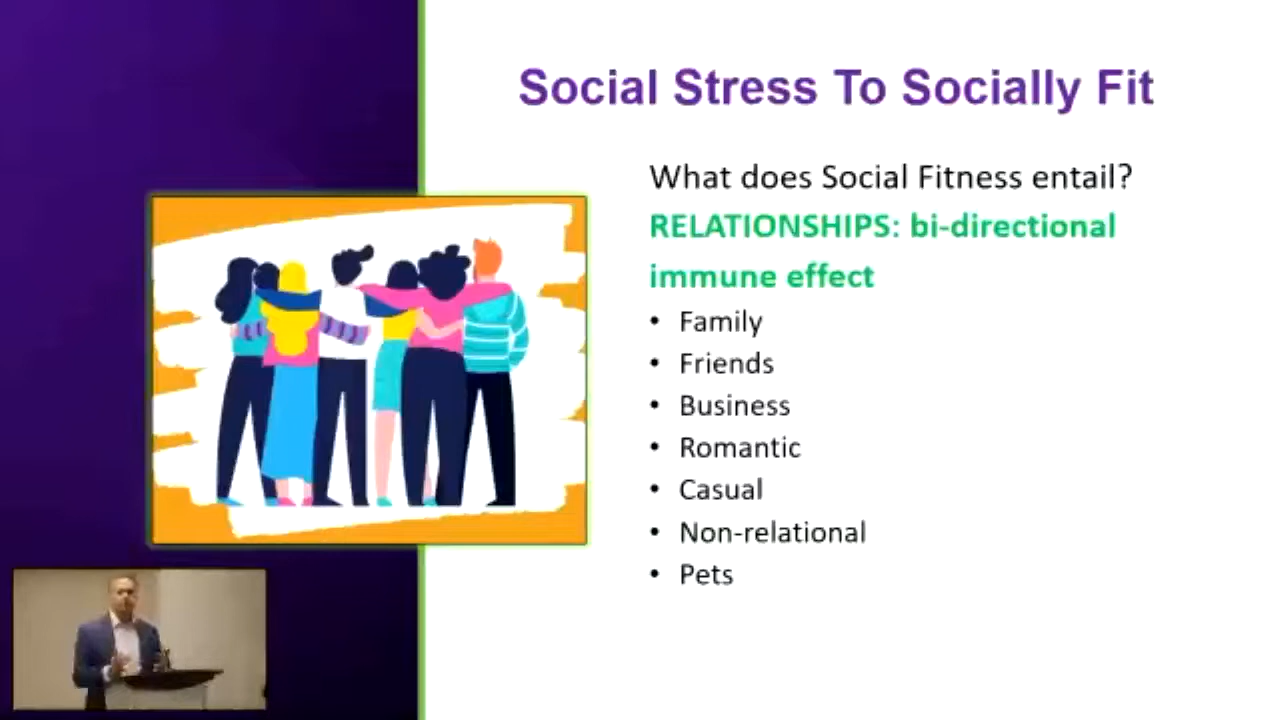 Social Stress To Socially Fit
What does Social Fitness entail?
RELATIONSHIPS: bi-directional
immune effect
• Family
• Friends
• Business
• Romantic
• Casual
• Non-relational
• Pets